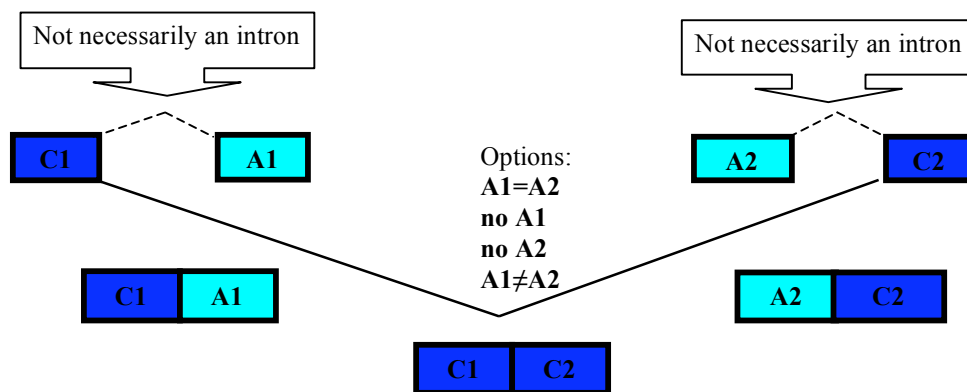 Not necessarily an intron
Not necessarily an intron
C1
A1
A2
C2
Options:
A1=A2
no A1
no A2
A1≠A2
C1
A1
A2
C2
C1
C2